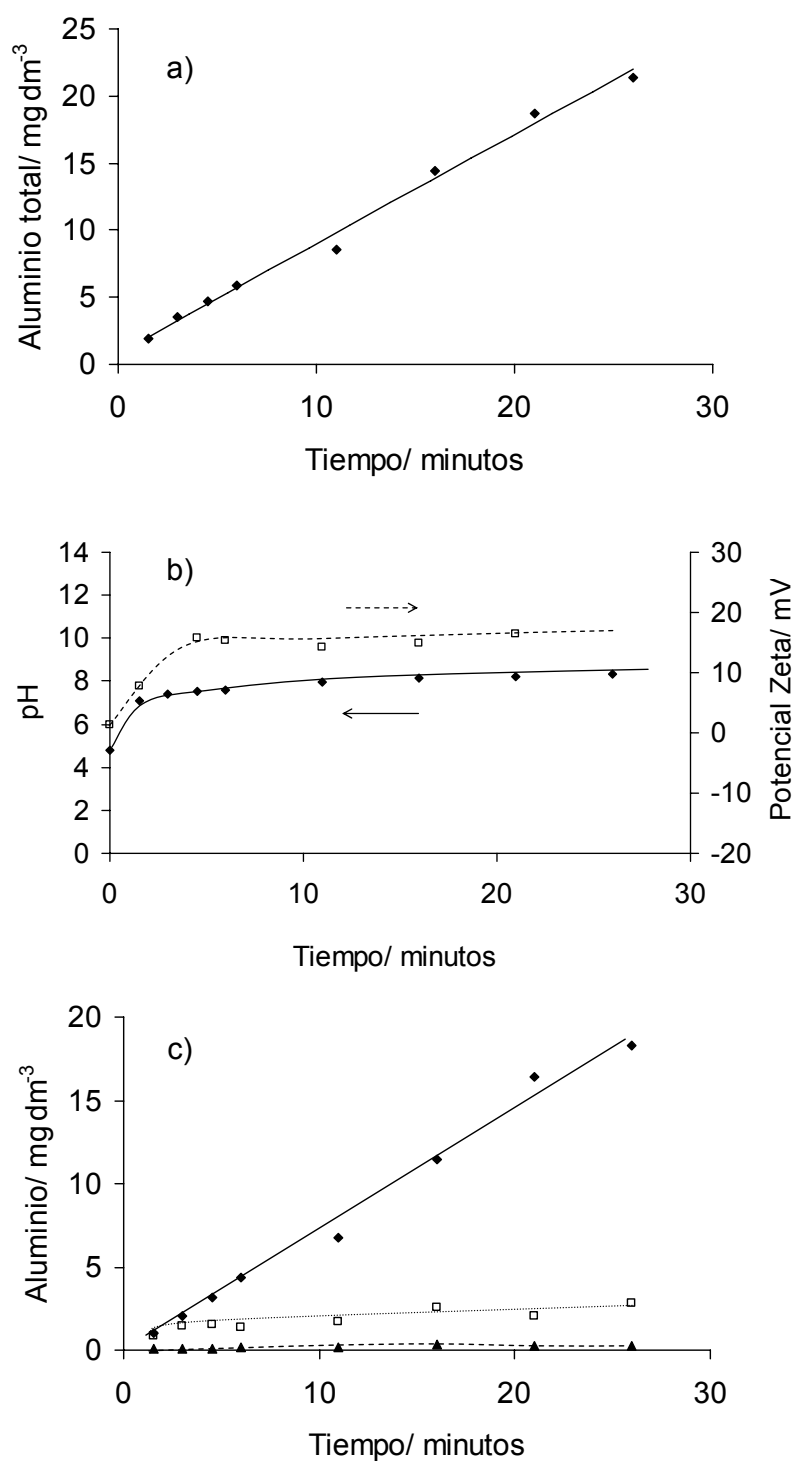 a)
Aluminio total/ mg dm⁻³
25
20
15
10
5
0
0 10 20 30
Tiempo/ minutos
b)
pH
14
12
10
8
6
4
2
0
30
20
10
0
-10
-20
Potencial Zeta/ mV
0 10 20 30
Tiempo/ minutos
c)
Aluminio/ mg dm⁻³
20
15
10
5
0
0 10 20 30
Tiempo/ minutos